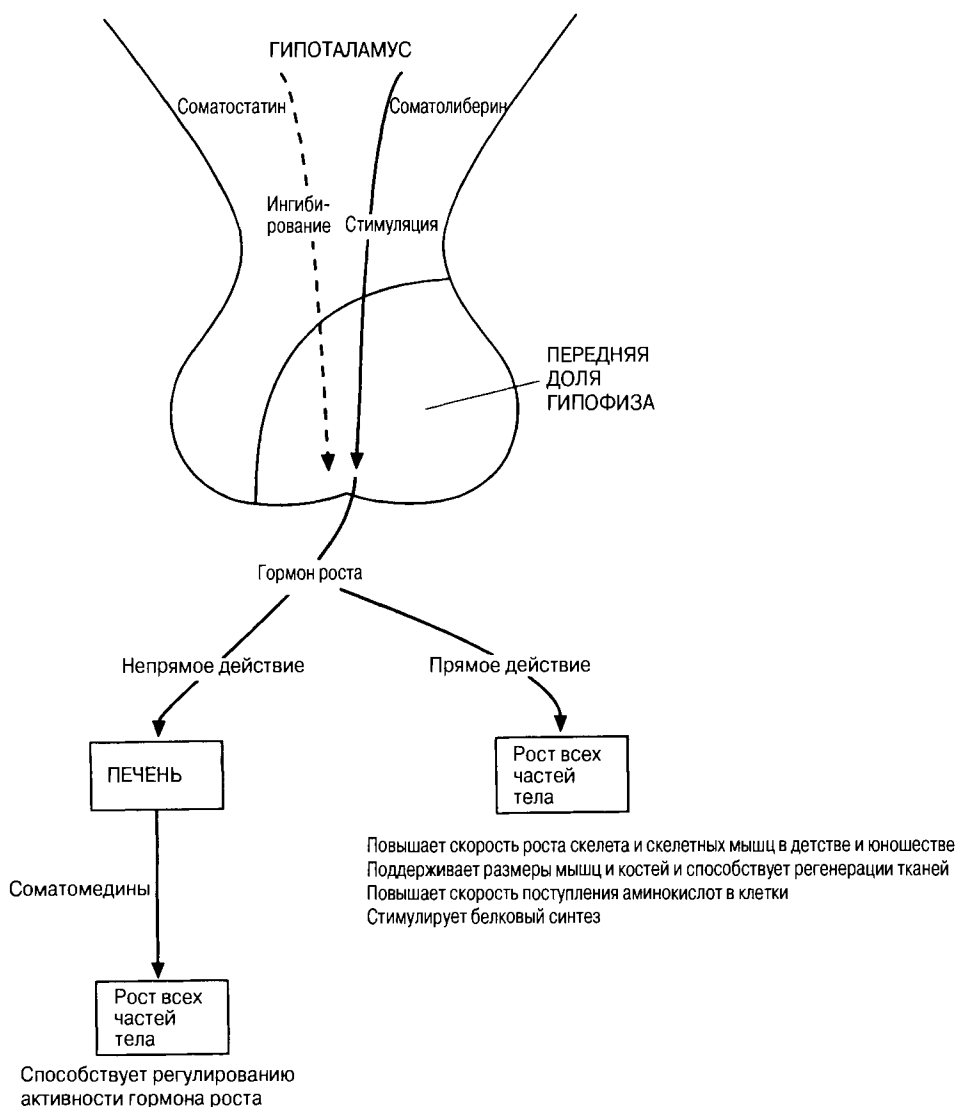 ГИПОТАЛАМУС
Соматостатин
Соматолиберин
Ингиби-
рование
Стимуляция
ПЕРЕДНЯЯ
ДОЛЯ
ГИПОФИЗА
Гормон роста
Непрямое действие
Прямое действие
ПЕЧЕНЬ
Рост всех
частей
тела
Повышает скорость роста скелета и скелетных мышц в детстве и юношестве
Поддерживает размеры мышц и костей и способствует регенерации тканей
Повышает скорость поступления аминокислот в клетки
Стимулирует белковый синтез
Соматомедины
Рост всех
частей
тела
Способствует регулированию
активности гормона роста